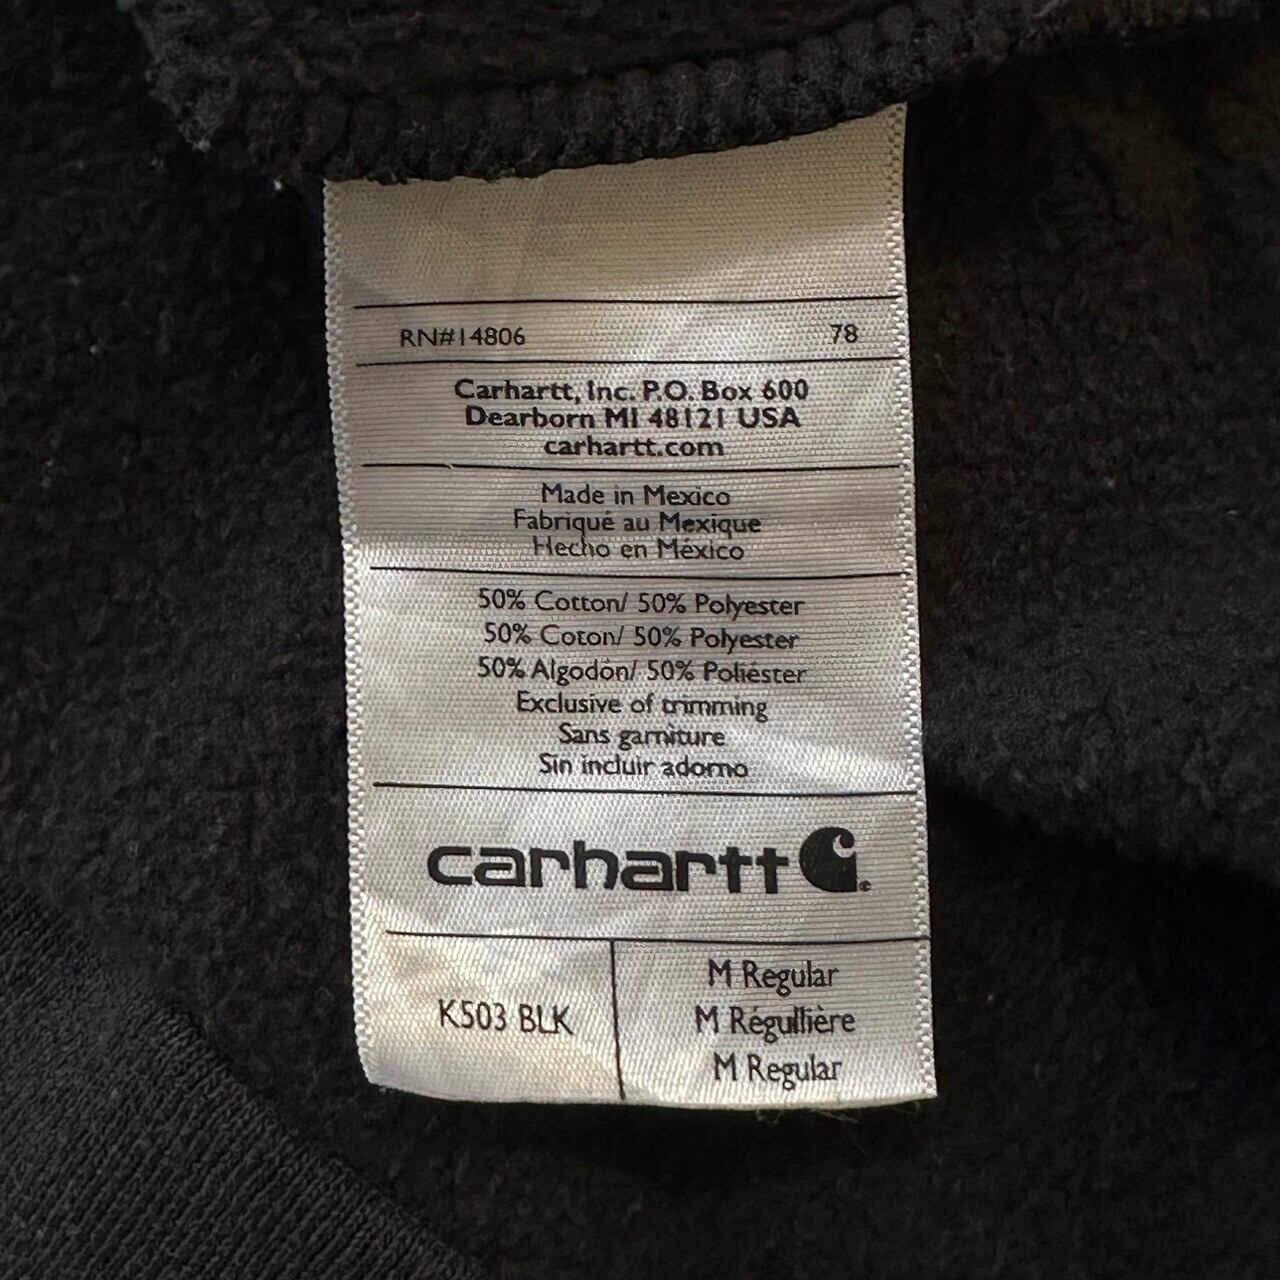 RN#14806 78
Carhartt, Inc. P.O. Box 600
Dearborn MI 48121 USA
carhartt.com
Made in Mexico
Fabriqué au Mexique
Hecho en México
50% Cotton/ 50% Polyester
50% Coton/ 50% Polyester
50% Algodón/ 50% Poliéster
Exclusive of trimming
Sans garniture
Sin incluir adorno
carhartt
K503 BLK
M Regular
M Régullière
M Regular